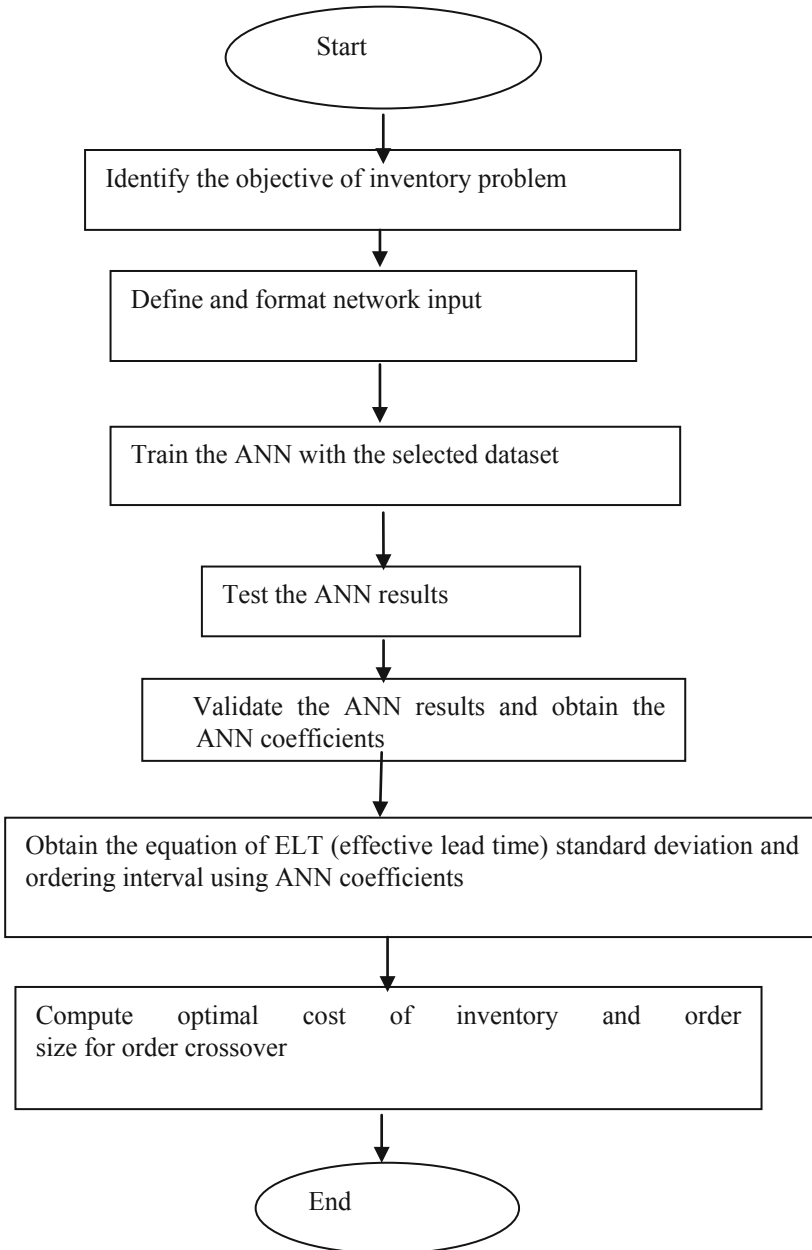 Start
Identify the objective of inventory problem
Define and format network input
Train the ANN with the selected dataset
Test the ANN results
Validate the ANN results and obtain the
ANN coefficients
Obtain the equation of ELT (effective lead time) standard deviation and
ordering interval using ANN coefficients
Compute optimal cost of inventory and order
size for order crossover
End